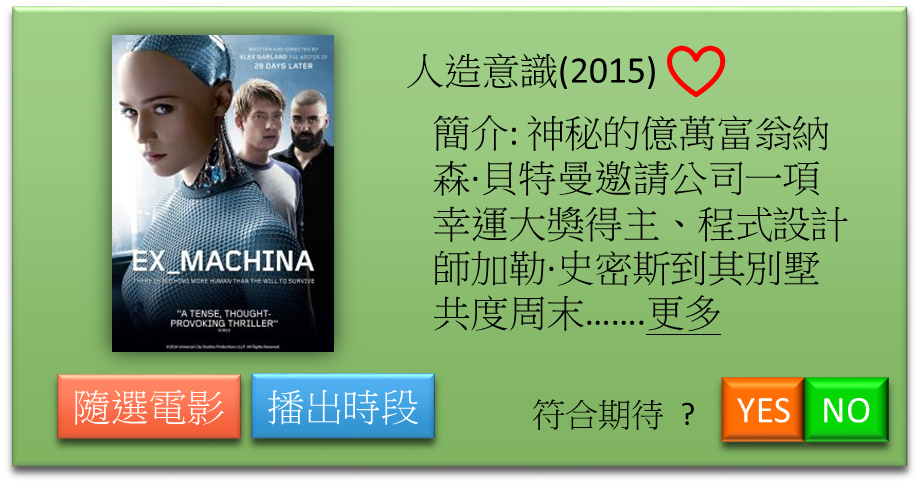 WRITTEN AND DIRECTED BY
ALEX GARLAND THE WRITER OF
28 DAYS LATER
EX_MACHINA
THERE IS NOTHING MORE HUMAN THAN THE WILL TO SURVIVE
"A TENSE, THOUGHT-
PROVOKING THRILLER"
人造意識(2015)
簡介: 神秘的億萬富翁納
森·貝特曼邀請公司一項
幸運大獎得主、程式設計
師加勒·史密斯到其別墅
共度周末.......更多
隨選電影
播出時段
符合期待 ?
YES
NO